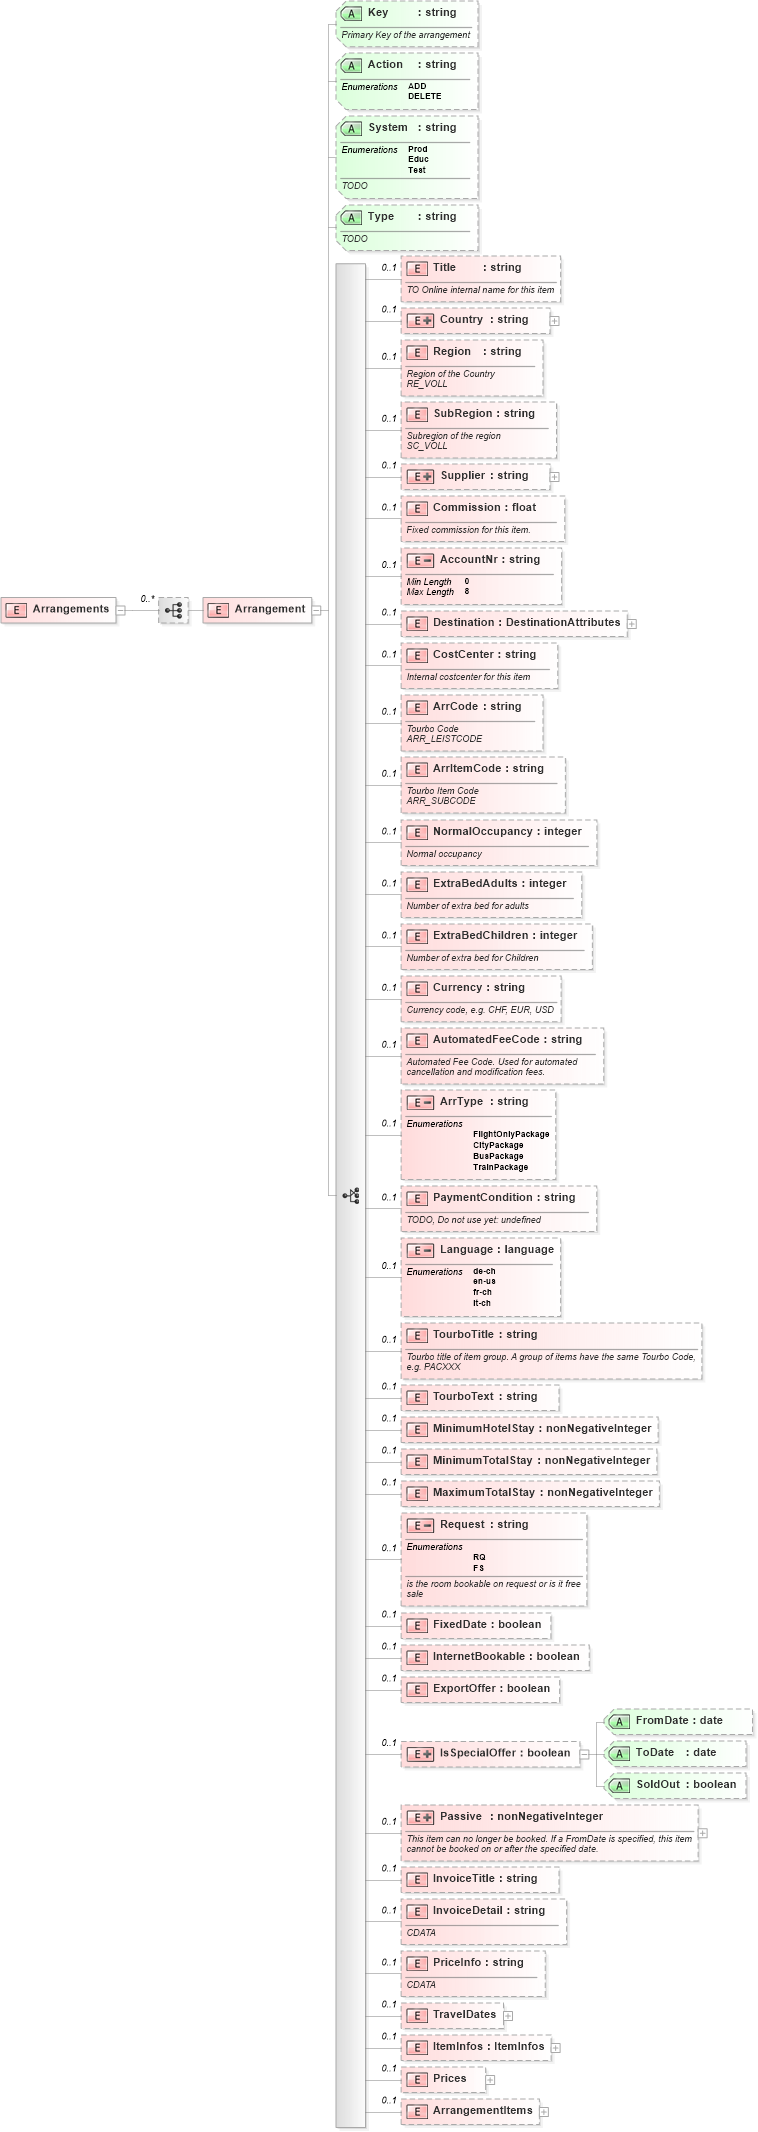 A Key : string
Primary Key of the arrangement
A Action : string
Enumerations ADD
DELETE
A System : string
Enumerations Prod
Educ
Test
TODO
A Type : string
TODO
0..1 E Title : string
TO Online internal name for this item
0..1 E Country : string
0..1 E Region : string
Region of the Country
RE_VOLL
0..1 E SubRegion : string
Subregion of the region
SC_VOLL
0..1 E Supplier : string
0..1 E Commission : float
Fixed commission for this item.
0..1 E AccountNr : string
Min Length 0
Max Length 8
E Arrangements 0..* E Arrangement
0..1 E Destination : DestinationAttributes
0..1 E CostCenter : string
Internal costcenter for this item
0..1 E ArrCode : string
Tourbo Code
ARR_LEISTCODE
0..1 E ArrItemCode : string
Tourbo Item Code
ARR_SUBCODE
0..1 E NormalOccupancy : integer
Normal occupancy
0..1 E ExtraBedAdults : integer
Number of extra bed for adults
0..1 E ExtraBedChildren : integer
Number of extra bed for Children
0..1 E Currency : string
Currency code, e.g. CHF, EUR, USD
0..1 E AutomatedFeeCode : string
Automated Fee Code. Used for automated
cancellation and modification fees.
0..1 E ArrType : string
Enumerations
FlightOnlyPackage
CityPackage
BusPackage
TrainPackage
0..1 E PaymentCondition : string
TODO, Do not use yet: undefined
0..1 E Language : language
Enumerations de-ch
en-us
fr-ch
it-ch
0..1 E TourboTitle : string
Tourbo title of item group. A group of items have the same Tourbo Code,
e.g. PACXXX
0..1 E TourboText : string
0..1 E MinimumHotelStay : nonNegativeInteger
0..1 E MinimumTotalStay : nonNegativeInteger
0..1 E MaximumTotalStay : nonNegativeInteger
0..1 E Request : string
Enumerations
RQ
FS
is the room bookable on request or is it free
sale
0..1 E FixedDate : boolean
0..1 E InternetBookable : boolean
0..1 E ExportOffer : boolean
A FromDate : date
0..1 E IsSpecialOffer : boolean A ToDate : date
A SoldOut : boolean
0..1 E Passive : nonNegativeInteger
This item can no longer be booked. If a FromDate is specified, this item
cannot be booked on or after the specified date.
0..1 E InvoiceTitle : string
0..1 E InvoiceDetail : string
CDATA
0..1 E PriceInfo : string
CDATA
0..1 E TravelDates
0..1 E ItemInfos : ItemInfos
0..1 E Prices
0..1 E ArrangementItems